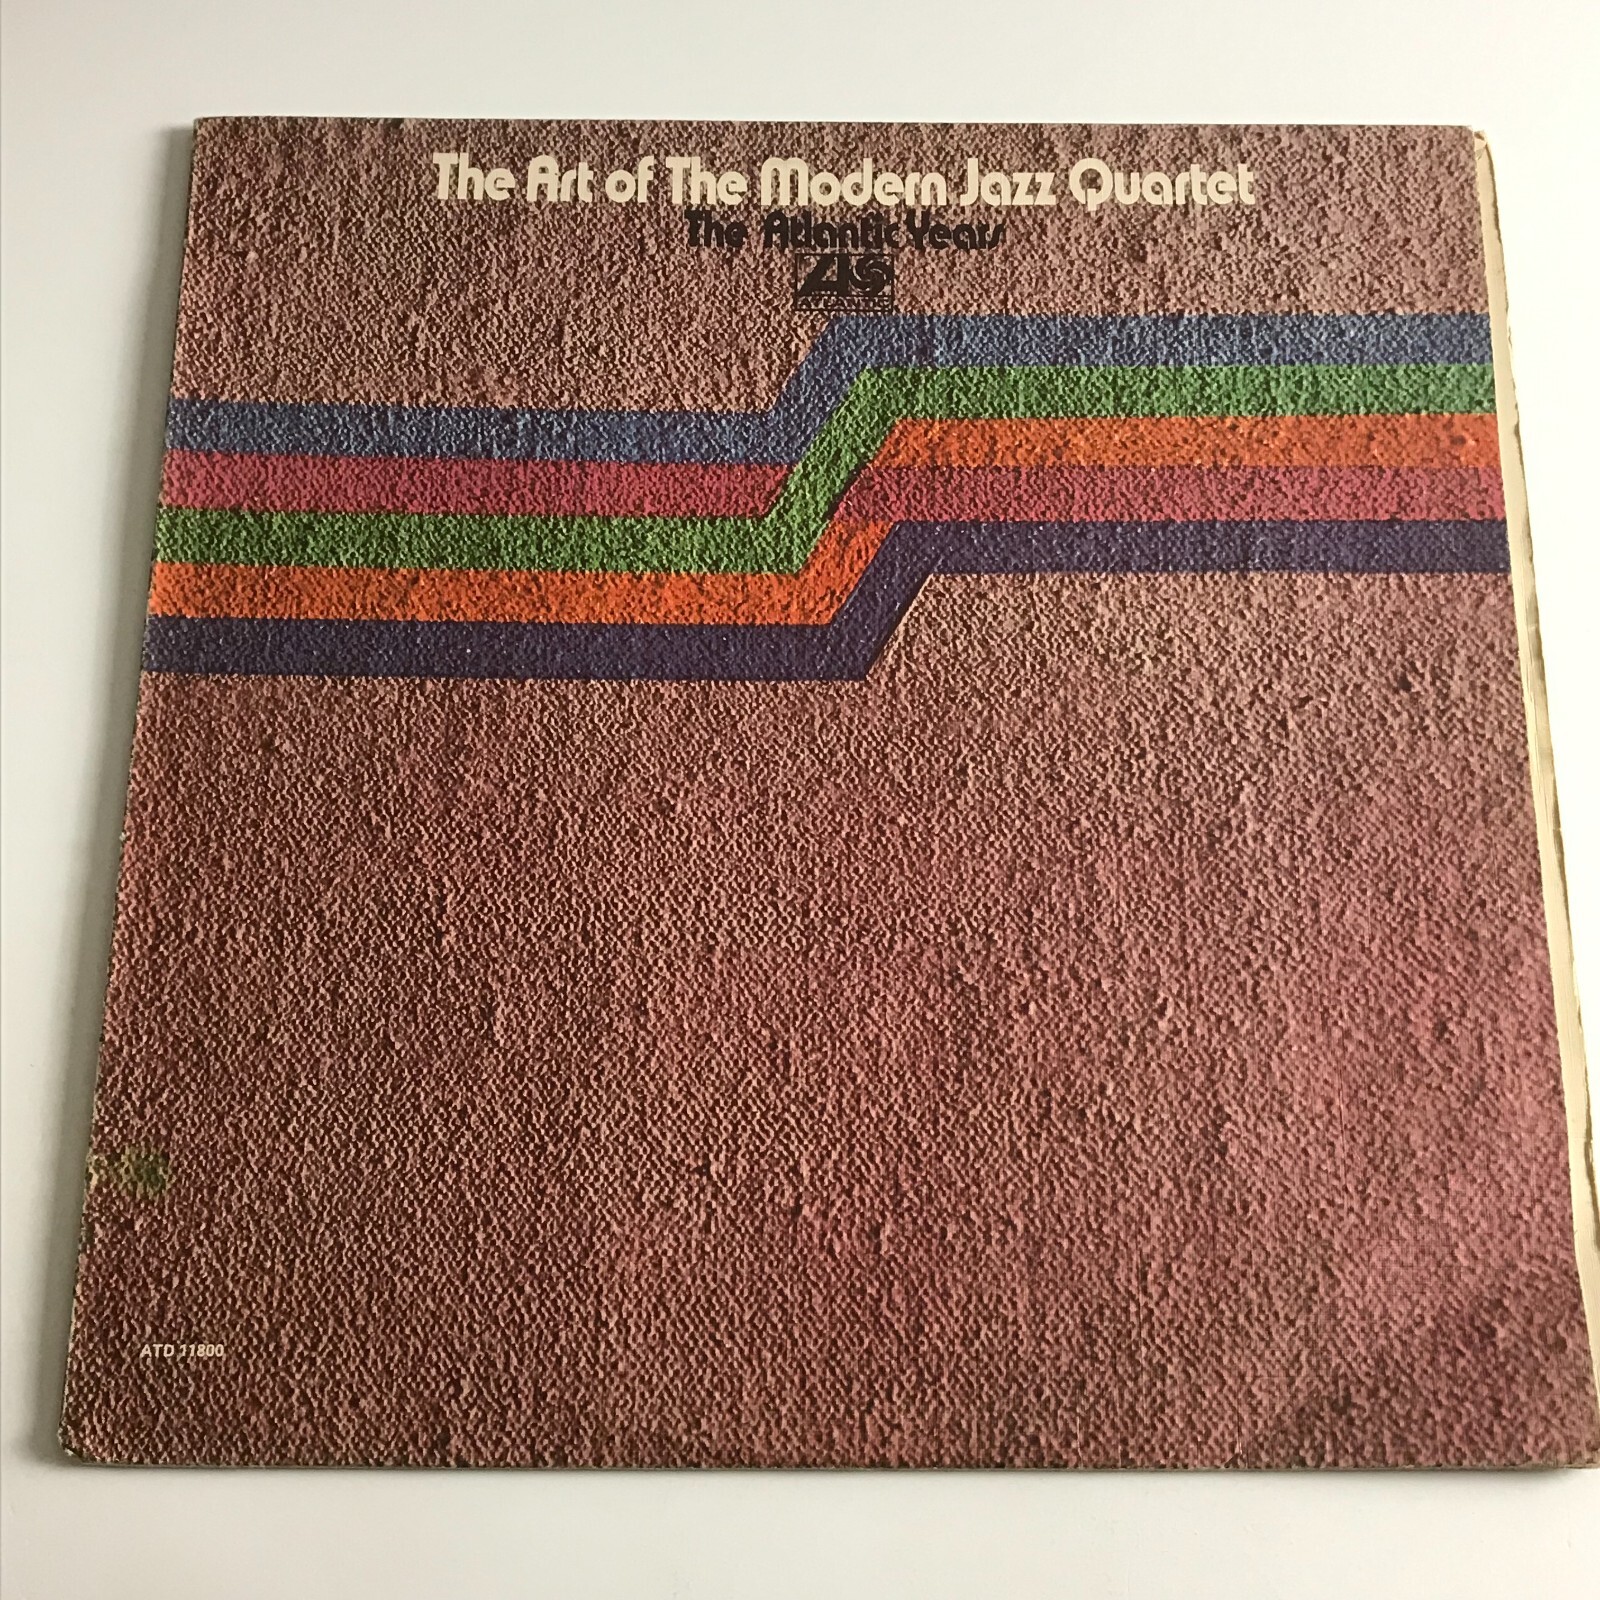 The Art of The Modern Jazz Quartet
The Atlantic Years
ATLANTIC
ATD 11800